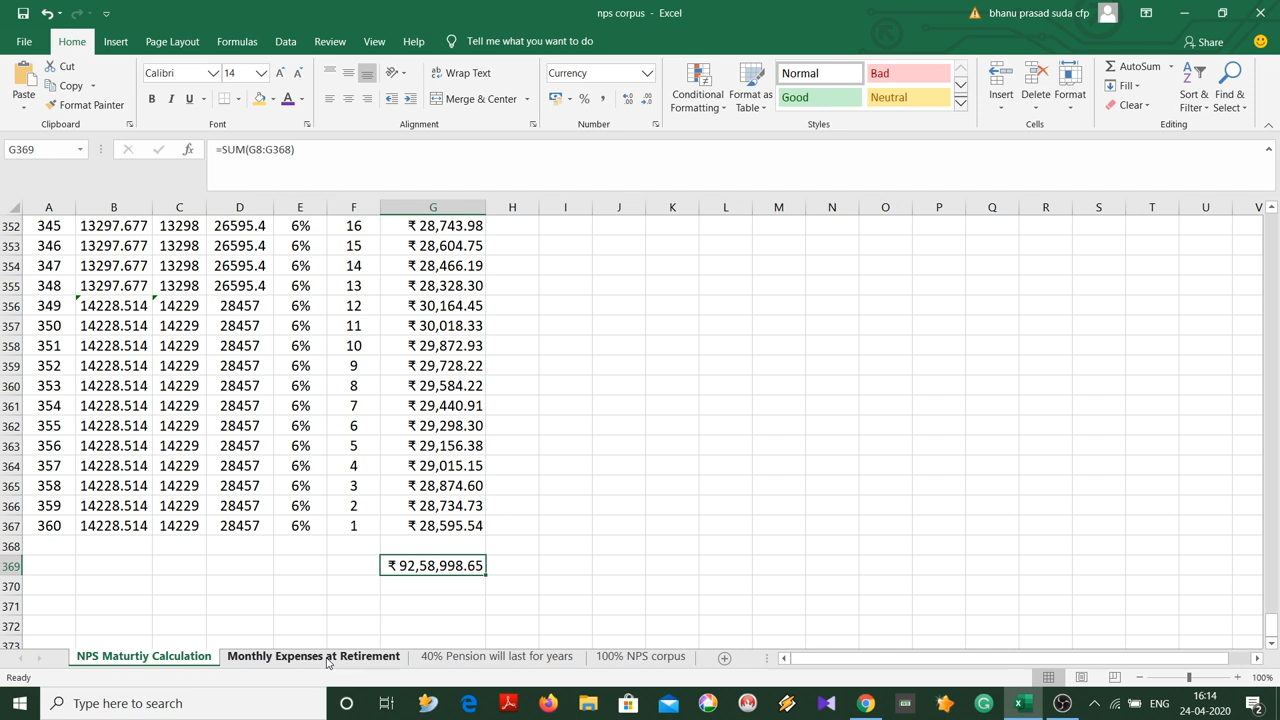 nps corpus - Excel
bhanu prasad suda cfp
File Home Insert Page Layout Formulas Data Review View Help Tell me what you want to do Share
Paste Cut Copy Format Painter Clipboard
Calibri 14 B I U Font
Wrap Text Merge & Center Alignment
Currency % , Number
Conditional Formatting Format as Table Normal Bad Good Neutral Styles
Insert Delete Format Cells
AutoSum Fill Clear Sort & Filter Find & Select Editing
G369 fx =SUM(G8:G368)
A B C D E F G H I J K L M N O P Q R S T U V
352 345 13297.677 13298 26595.4 6% 16 ₹ 28,743.98
353 346 13297.677 13298 26595.4 6% 15 ₹ 28,604.75
354 347 13297.677 13298 26595.4 6% 14 ₹ 28,466.19
355 348 13297.677 13298 26595.4 6% 13 ₹ 28,328.30
356 349 14228.514 14229 28457 6% 12 ₹ 30,164.45
357 350 14228.514 14229 28457 6% 11 ₹ 30,018.33
358 351 14228.514 14229 28457 6% 10 ₹ 29,872.93
359 352 14228.514 14229 28457 6% 9 ₹ 29,728.22
360 353 14228.514 14229 28457 6% 8 ₹ 29,584.22
361 354 14228.514 14229 28457 6% 7 ₹ 29,440.91
362 355 14228.514 14229 28457 6% 6 ₹ 29,298.30
363 356 14228.514 14229 28457 6% 5 ₹ 29,156.38
364 357 14228.514 14229 28457 6% 4 ₹ 29,015.15
365 358 14228.514 14229 28457 6% 3 ₹ 28,874.60
366 359 14228.514 14229 28457 6% 2 ₹ 28,734.73
367 360 14228.514 14229 28457 6% 1 ₹ 28,595.54
368
369 ₹ 92,58,998.65
370
371
372
373
NPS Maturtiy Calculation Monthly Expenses at Retirement 40% Pension will last for years 100% NPS corpus
Ready 100%
Type here to search ENG 16:14
24-04-2020 2